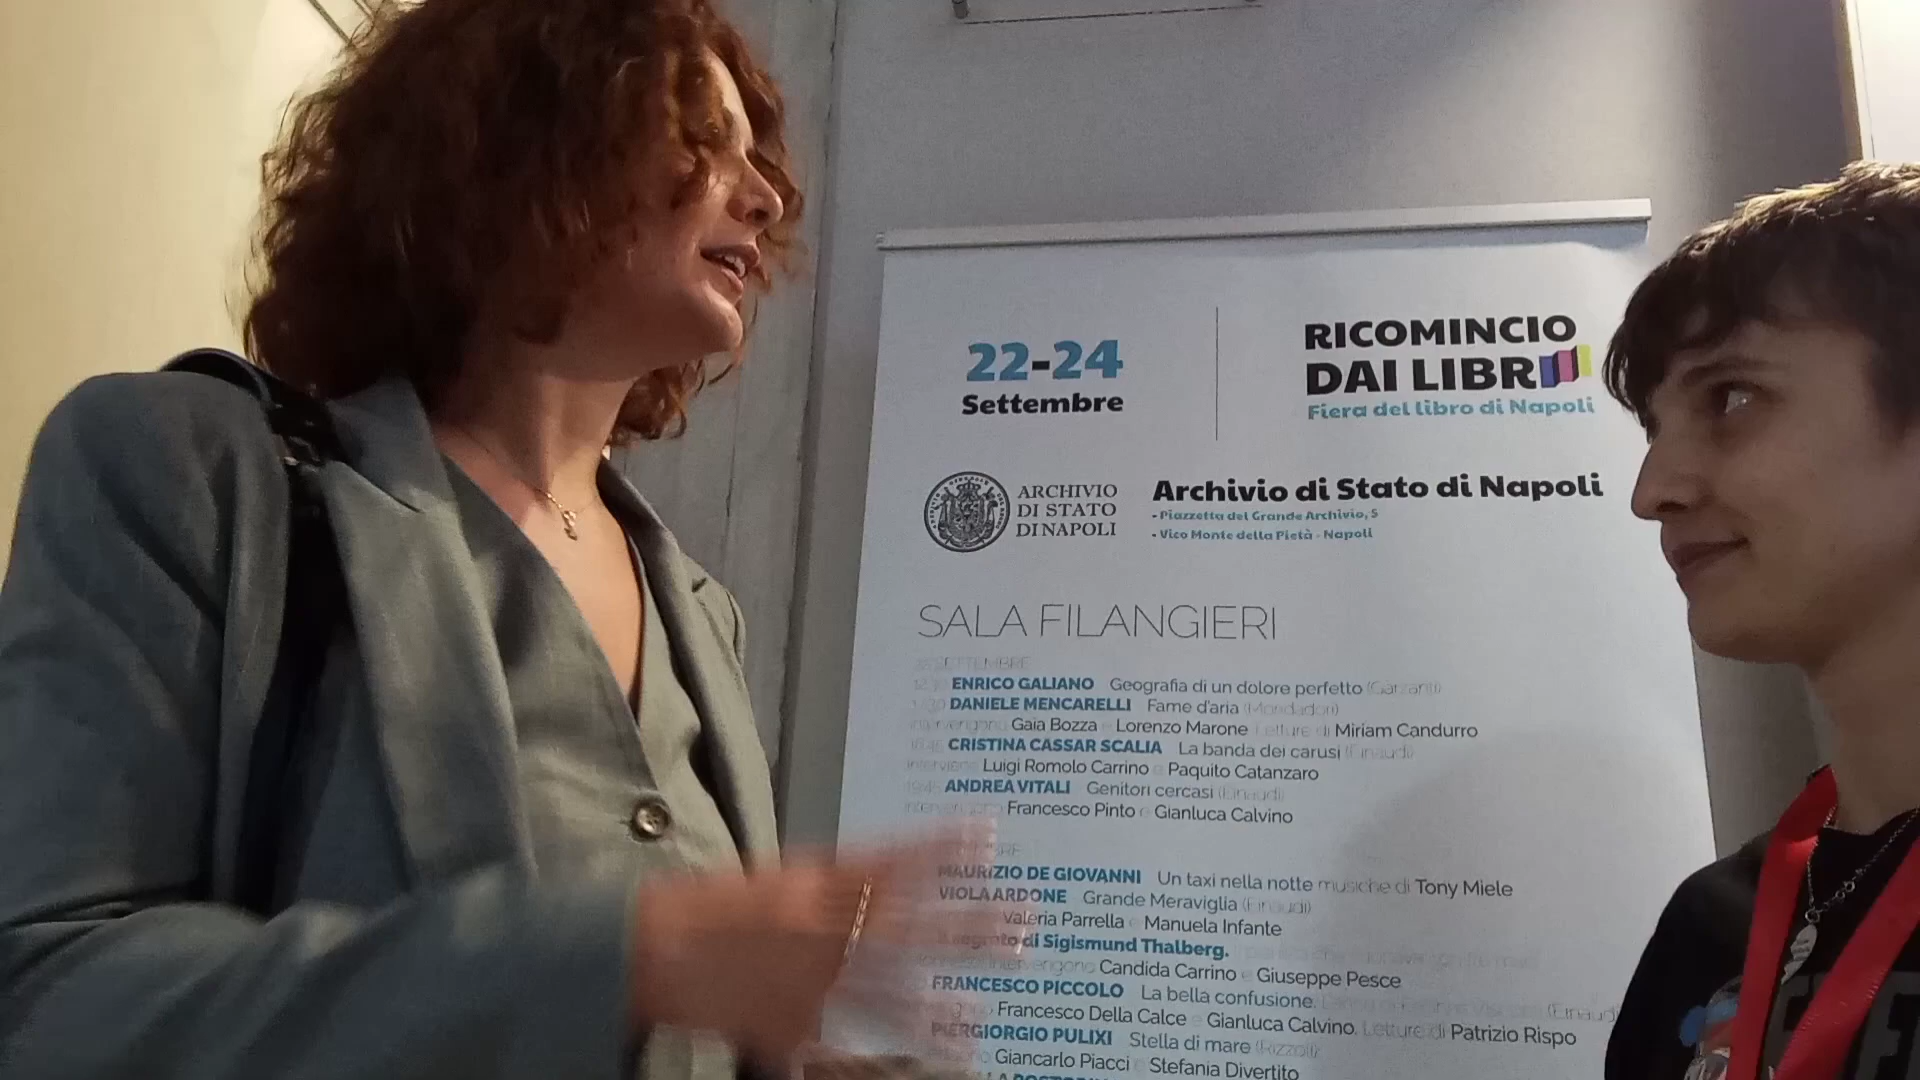 22-24
Settembre
RICOMINCIO
DAI LIBRI
Fiera del libro di Napoli
ARCHIVIO
DI STATO
DI NAPOLI
Archivio di Stato di Napoli
- Piazzetta del Grande Archivio, 5
- Vico Monte della Pietà - Napoli
SALA FILANGIERI
SETTEMBRE
ENRICO GALIANO Geografia di un dolore perfetto (Garzanti)
DANIELE MENCARELLI Fame d'aria (Mondadori)
intervengono Gaia Bozza e Lorenzo Marone Letture di Miriam Candurro
CRISTINA CASSAR SCALIA La banda dei carusi (Einaudi)
interviene Luigi Romolo Carrino e Paquito Catanzaro
ANDREA VITALI Genitori cercasi (Einaudi)
intervengono Francesco Pinto e Gianluca Calvino
MAURIZIO DE GIOVANNI Un taxi nella notte musiche di Tony Miele
VIOLA ARDONE Grande Meraviglia (Einaudi)
Valeria Parrella e Manuela Infante
segreto di Sigismund Thalberg.
intervengono Candida Carrino e Giuseppe Pesce
FRANCESCO PICCOLO La bella confusione. (Einaudi)
Francesco Della Calce e Gianluca Calvino. Letture di Patrizio Rispo
PIERGIORGIO PULIXI Stella di mare (Rizzoli)
Giancarlo Piacci e Stefania Divertito